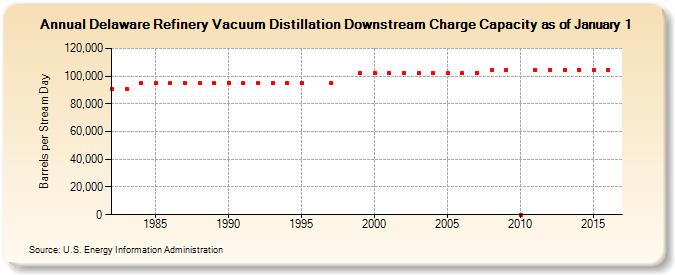 Annual Delaware Refinery Vacuum Distillation Downstream Charge Capacity as of January 1
Barrels per Stream Day
120,000
100,000
80,000
60,000
40,000
20,000
0
1985 1990 1995 2000 2005 2010 2015
Source: U.S. Energy Information Administration